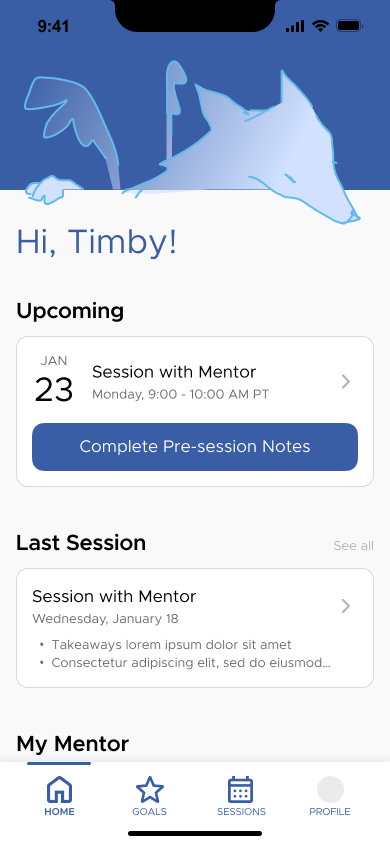 9:41
Hi, Timby!
Upcoming
JAN
23
Session with Mentor
Monday, 9:00 - 10:00 AM PT
Complete Pre-session Notes
Last Session
See all
Session with Mentor
Wednesday, January 18
• Takeaways lorem ipsum dolor sit amet
• Consectetur adipiscing elit, sed do eiusmod...
My Mentor
HOME
GOALS
SESSIONS
PROFILE